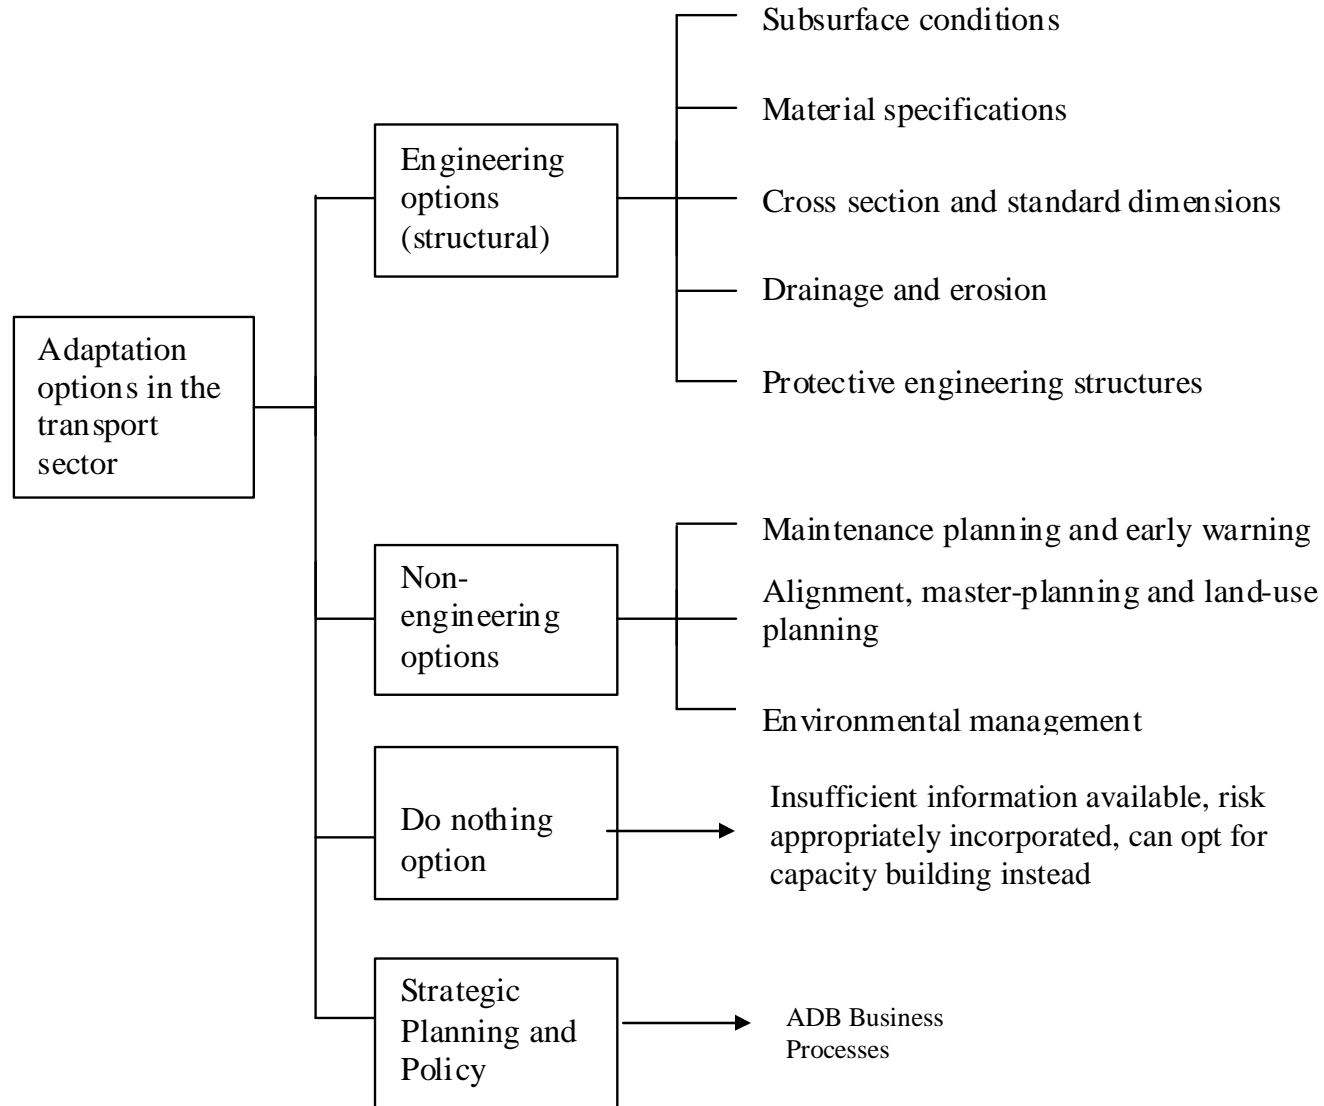 Adaptation
options in the
transport
sector
Engineering
options
(structural)
Subsurface conditions
Material specifications
Cross section and standard dimensions
Drainage and erosion
Protective engineering structures
Non-
engineering
options
Maintenance planning and early warning
Alignment, master-planning and land-use
planning
Environmental management
Do nothing
option
Insufficient information available, risk
appropriately incorporated, can opt for
capacity building instead
Strategic
Planning and
Policy
ADB Business
Processes